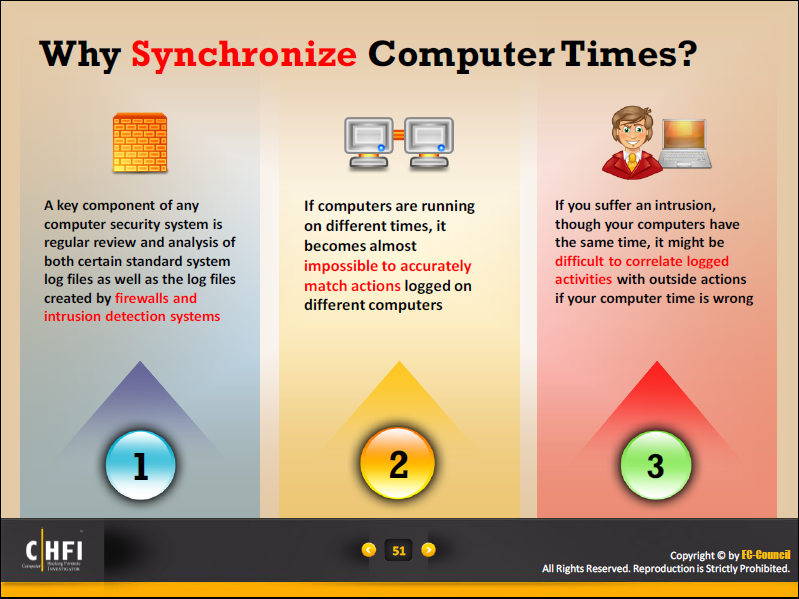 Why Synchronize Computer Times?
A key component of any
computer security system is
regular review and analysis of
both certain standard system
log files as well as the log files
created by firewalls and
intrusion detection systems
If computers are running
on different times, it
becomes almost
impossible to accurately
match actions logged on
different computers
If you suffer an intrusion,
though your computers have
the same time, it might be
difficult to correlate logged
activities with outside actions
if your computer time is wrong
1
2
3
CHFI
Computer Hacking Forensic
INVESTIGATOR
51
Copyright © by EC-Council
All Rights Reserved. Reproduction is Strictly Prohibited.